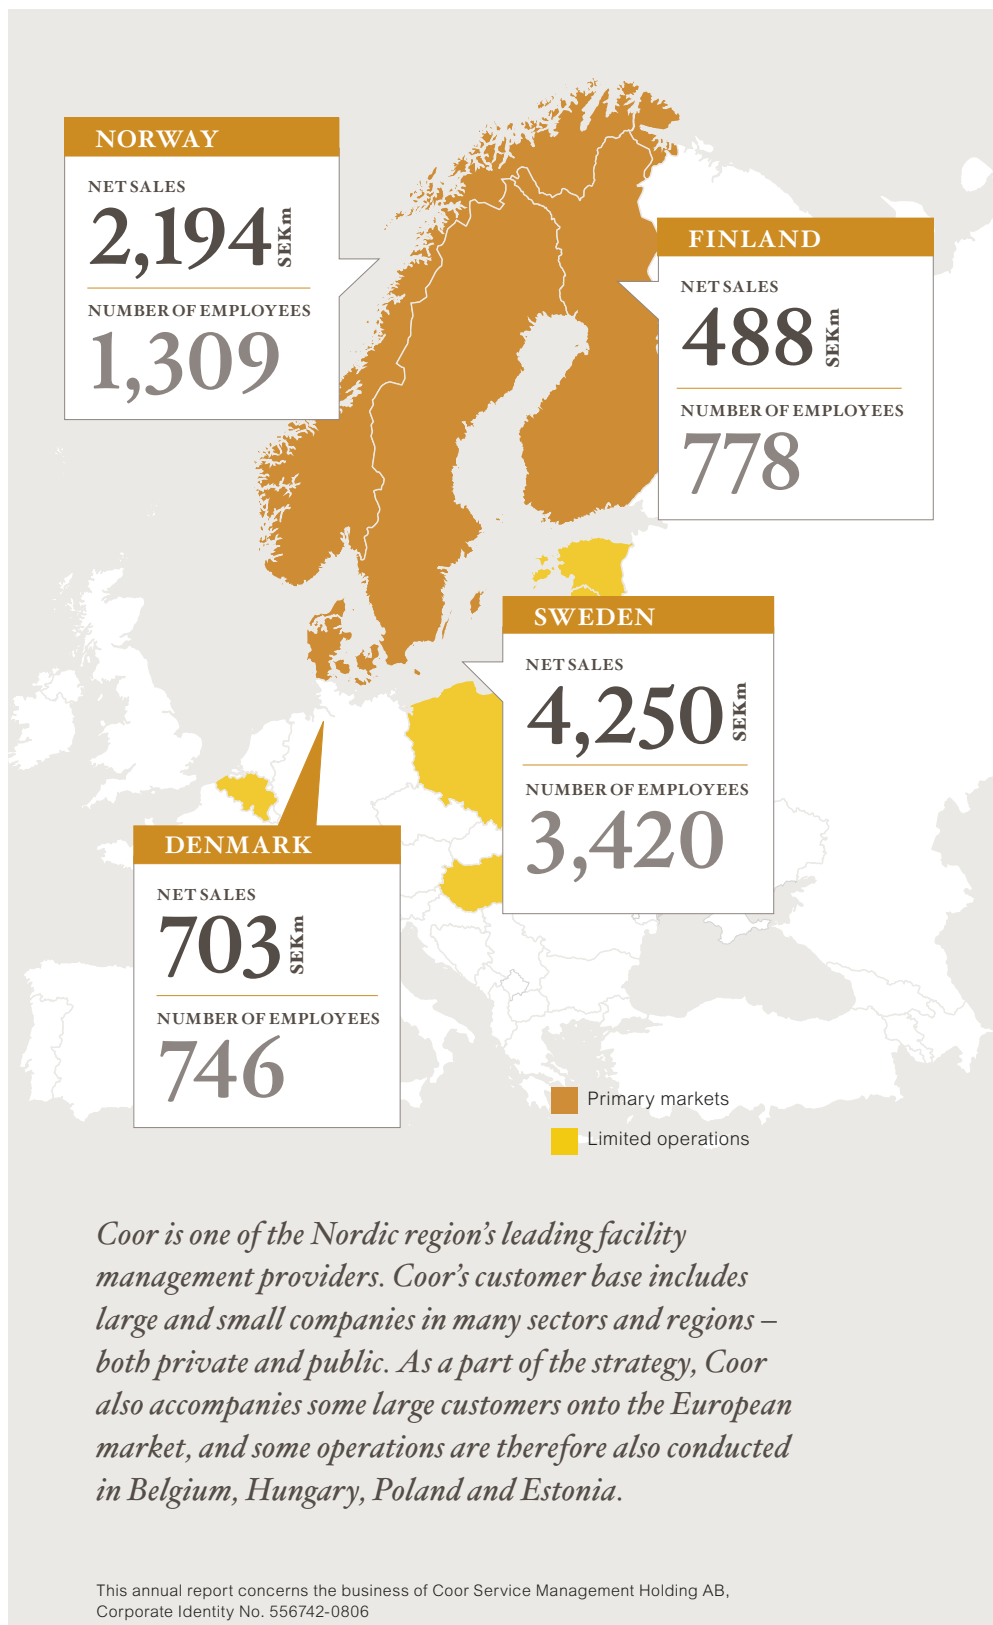 NORWAY
NET SALES
2,194 SEKm
NUMBER OF EMPLOYEES
1,309
FINLAND
NET SALES
488 SEKm
NUMBER OF EMPLOYEES
778
SWEDEN
NET SALES
4,250 SEKm
NUMBER OF EMPLOYEES
3,420
DENMARK
NET SALES
703 SEKm
NUMBER OF EMPLOYEES
746
Primary markets
Limited operations
Coor is one of the Nordic region’s leading facility
management providers. Coor’s customer base includes
large and small companies in many sectors and regions –
both private and public. As a part of the strategy, Coor
also accompanies some large customers onto the European
market, and some operations are therefore also conducted
in Belgium, Hungary, Poland and Estonia.
This annual report concerns the business of Coor Service Management Holding AB,
Corporate Identity No. 556742-0806